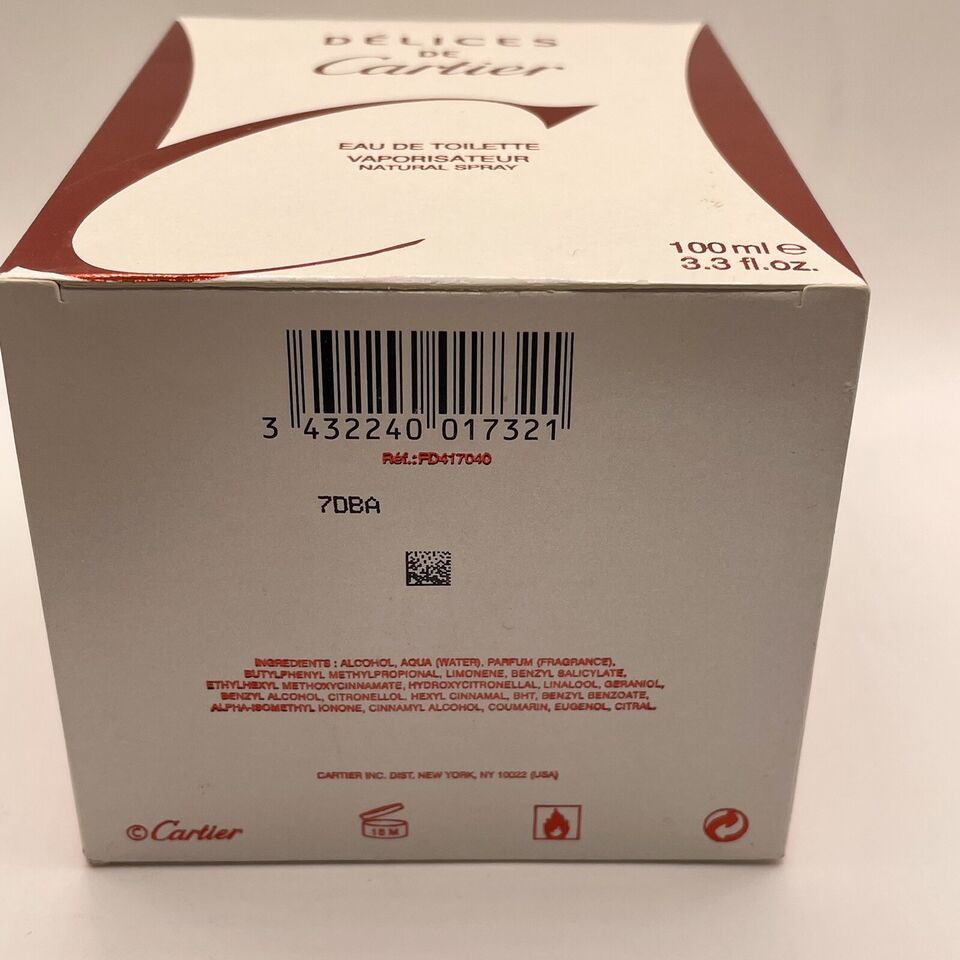 DÉLICES
DE
Cartier
EAU DE TOILETTE
VAPORISATEUR
NATURAL SPRAY
100 ml e
3.3 fl.oz.
3 432240 017321
Réf.:FD417040
7DBA
INGREDIENTS : ALCOHOL, AQUA (WATER), PARFUM (FRAGRANCE),
BUTYLPHENYL METHYLPROPIONAL, LIMONENE, BENZYL SALICYLATE,
ETHYLHEXYL METHOXYCINNAMATE, HYDROXYCITRONELLAL, LINALOOL, GERANIOL,
BENZYL ALCOHOL, CITRONELLOL, HEXYL CINNAMAL, BHT, BENZYL BENZOATE,
ALPHA-ISOMETHYL IONONE, CINNAMYL ALCOHOL, COUMARIN, EUGENOL, CITRAL.
CARTIER INC. DIST. NEW YORK, NY 10022 (USA)
© Cartier
18 M